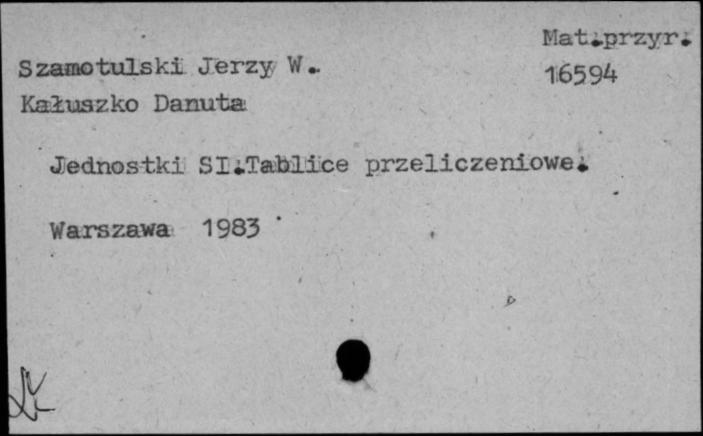 Mat.przyr.
Szamotulski Jerzy W.
16594
Kałuszko Danuta
Jednostki SI.Tablice przeliczeniowe.
Warszawa 1983